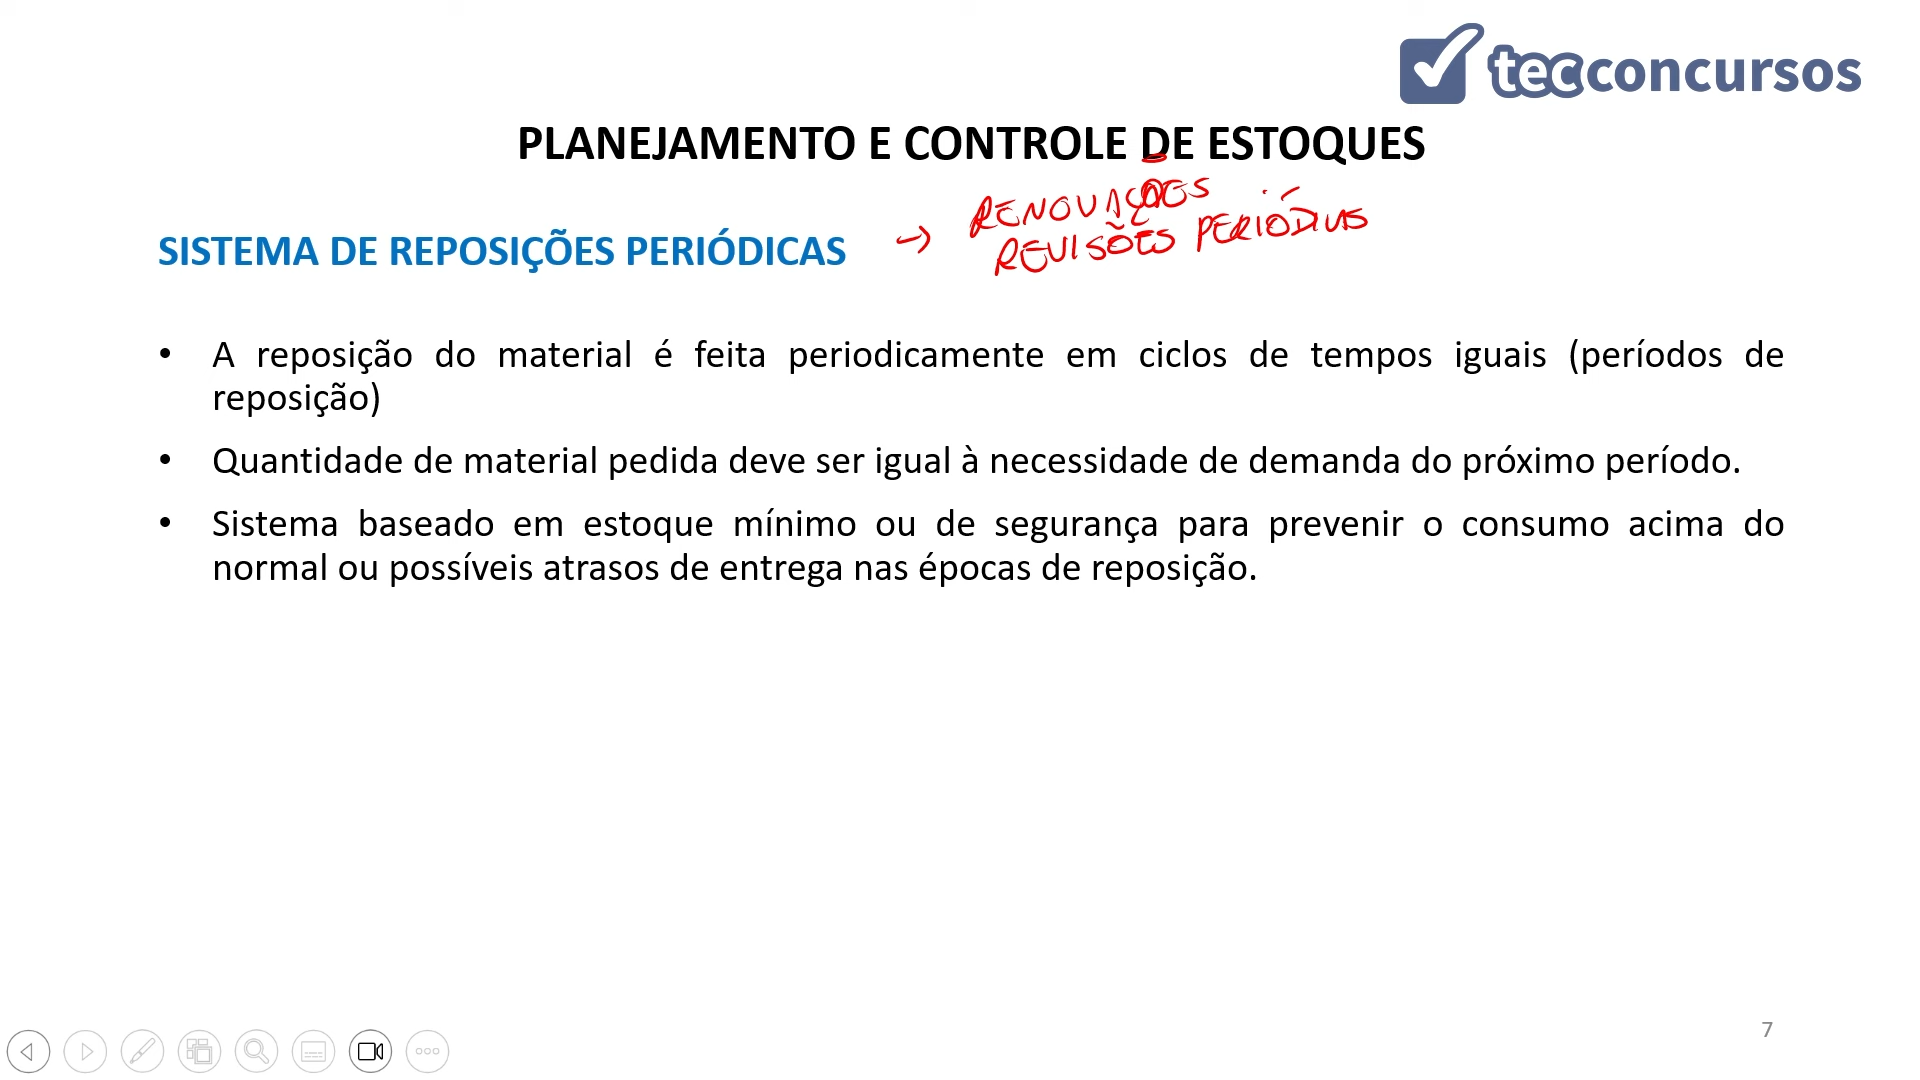 tecconcursos
PLANEJAMENTO E CONTROLE DE ESTOQUES
RENOVAÇÕES
SISTEMA DE REPOSIÇÕES PERIÓDICAS → REVISÕES PERIÓDICAS
• A reposição do material é feita periodicamente em ciclos de tempos iguais (períodos de
reposição)
• Quantidade de material pedida deve ser igual à necessidade de demanda do próximo período.
• Sistema baseado em estoque mínimo ou de segurança para prevenir o consumo acima do
normal ou possíveis atrasos de entrega nas épocas de reposição.
7